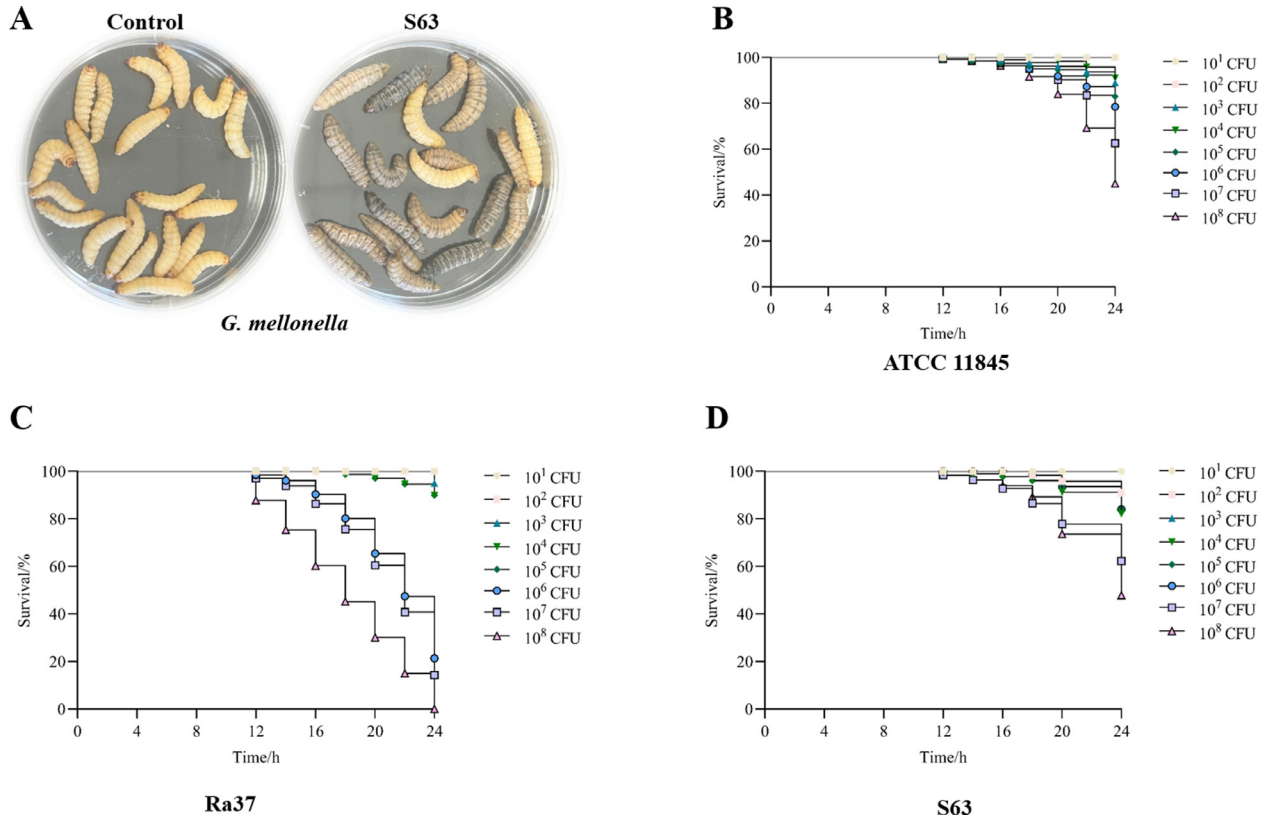 A
Control
S63
G. mellonella
B
Survival/%
100
80
60
40
20
0
0 4 8 12 16 20 24
Time/h
ATCC 11845
10¹ CFU
10² CFU
10³ CFU
10⁴ CFU
10⁵ CFU
10⁶ CFU
10⁷ CFU
10⁸ CFU
C
Survival/%
100
80
60
40
20
0
0 4 8 12 16 20 24
Time/h
Ra37
10¹ CFU
10² CFU
10³ CFU
10⁴ CFU
10⁵ CFU
10⁶ CFU
10⁷ CFU
10⁸ CFU
D
Survival/%
100
80
60
40
20
0
0 4 8 12 16 20 24
Time/h
S63
10¹ CFU
10² CFU
10³ CFU
10⁴ CFU
10⁵ CFU
10⁶ CFU
10⁷ CFU
10⁸ CFU